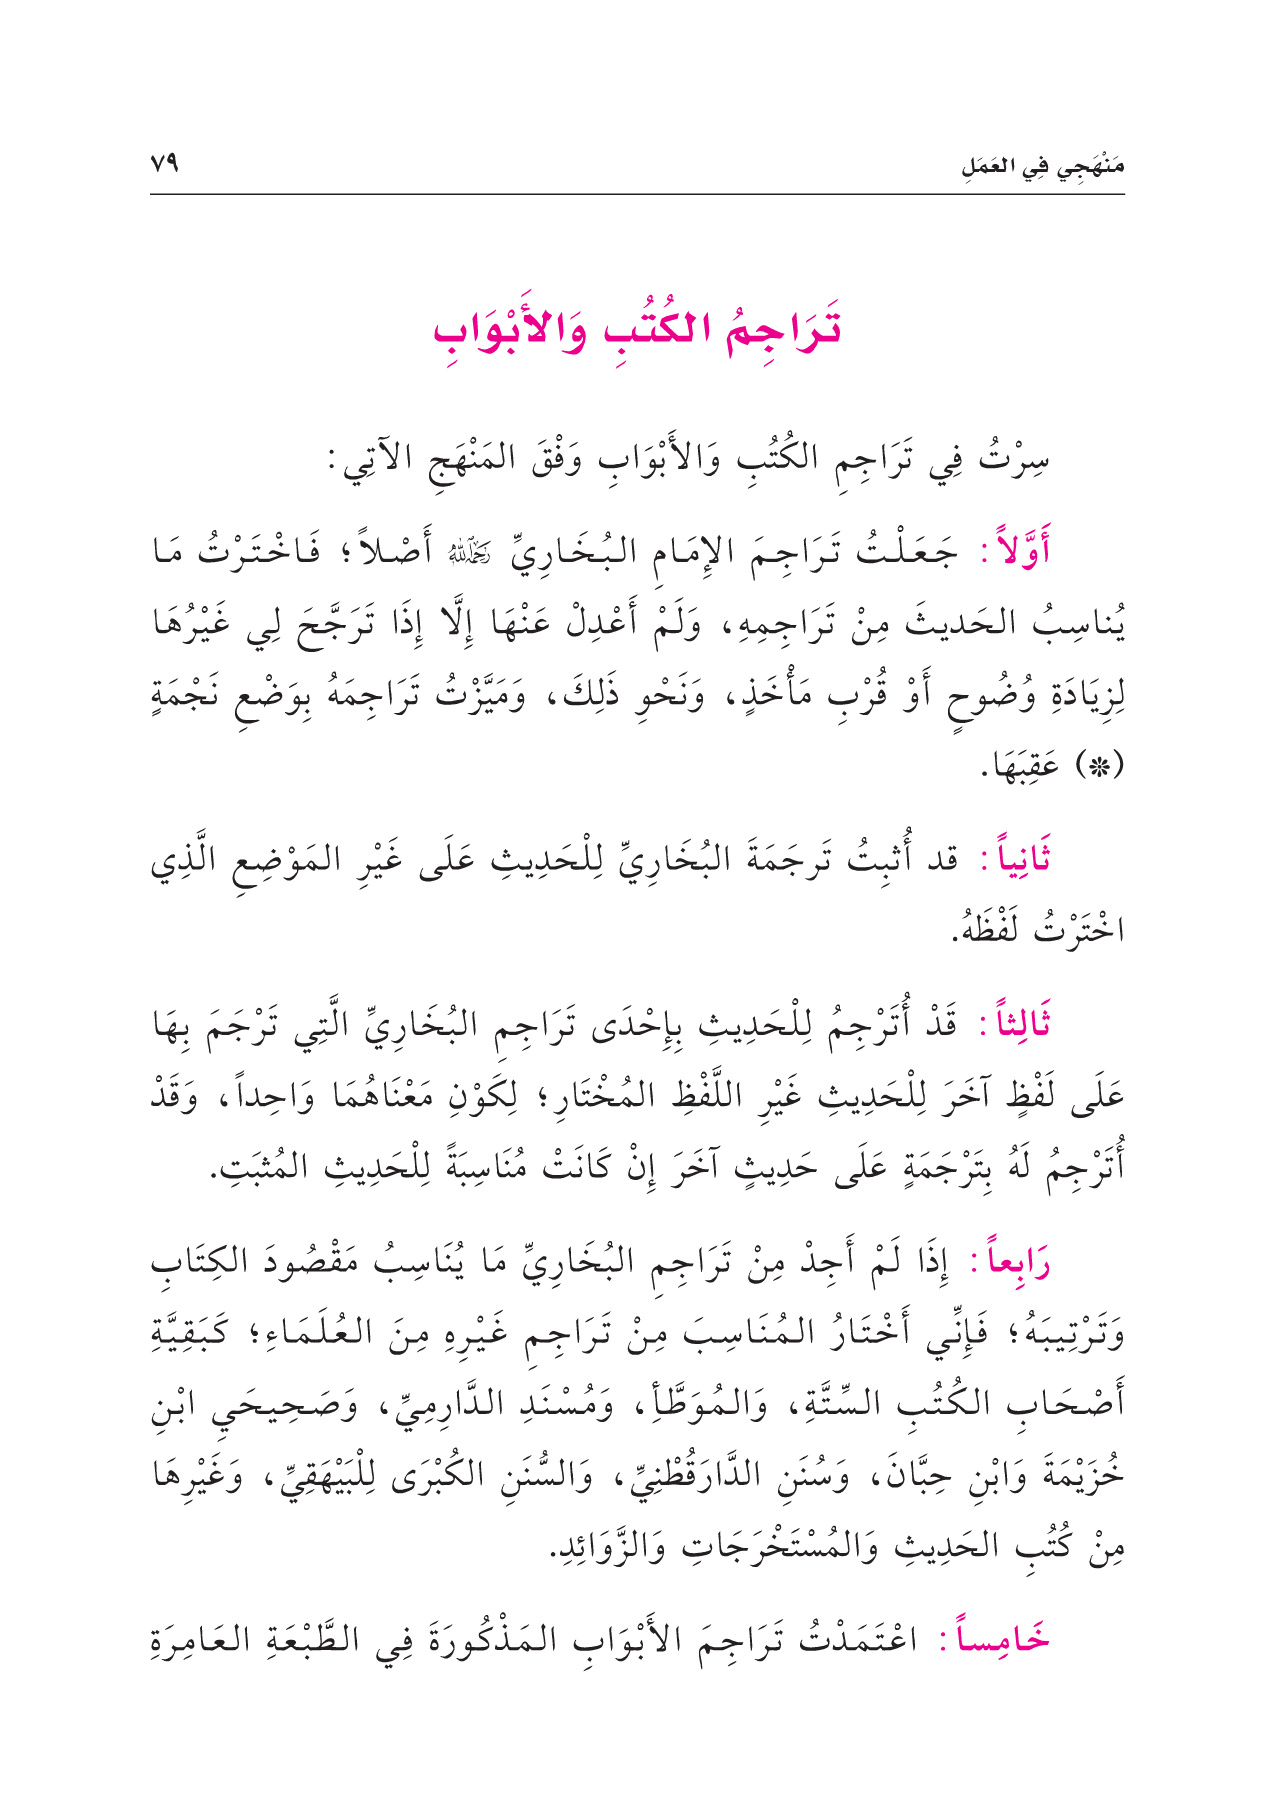 مَنْهَجِي فِي العَمَلِ ٧٩
تَرَاجِمُ الكُتُبِ وَالأَبْوَابِ
سِرْتُ فِي تَرَاجِمِ الكُتُبِ وَالأَبْوَابِ وَفْقَ المَنْهَجِ الآتِي:
أَوَّلاً: جَعَلْتُ تَرَاجِمَ الإِمَامِ البُخَارِيِّ رَحِمَهُ اللهُ أَصْلاً؛ فَاخْتَرْتُ مَا
يُناسِبُ الحَديثَ مِنْ تَرَاجِمِهِ، وَلَمْ أَعْدِلْ عَنْهَا إِلَّا إِذَا تَرَجَّحَ لِي غَيْرُهَا
لِزِيَادَةِ وُضُوحٍ أَوْ قُرْبِ مَأْخَذٍ، وَنَحْوِ ذَلِكَ، وَمَيَّزْتُ تَرَاجِمَهُ بِوَضْعِ نَجْمَةٍ
(*) عَقِبَهَا.
ثَانِياً: قد أُثبِتُ تَرجَمَةَ البُخَارِيِّ لِلْحَدِيثِ عَلَى غَيْرِ المَوْضِعِ الَّذِي
اخْتَرْتُ لَفْظَهُ.
ثَالِثاً: قَدْ أُتَرْجِمُ لِلْحَدِيثِ بِإِحْدَى تَرَاجِمِ البُخَارِيِّ الَّتِي تَرْجَمَ بِهَا
عَلَى لَفْظٍ آخَرَ لِلْحَدِيثِ غَيْرِ اللَّفْظِ المُخْتَارِ؛ لِكَوْنِ مَعْنَاهُمَا وَاحِداً، وَقَدْ
أُتَرْجِمُ لَهُ بِتَرْجَمَةٍ عَلَى حَدِيثٍ آخَرَ إِنْ كَانَتْ مُنَاسِبَةً لِلْحَدِيثِ المُثبَتِ.
رَابِعاً: إِذَا لَمْ أَجِدْ مِنْ تَرَاجِمِ البُخَارِيِّ مَا يُنَاسِبُ مَقْصُودَ الكِتَابِ
وَتَرْتِيبَهُ؛ فَإِنِّي أَخْتَارُ المُنَاسِبَ مِنْ تَرَاجِمِ غَيْرِهِ مِنَ العُلَمَاءِ؛ كَبَقِيَّةِ
أَصْحَابِ الكُتُبِ السِّتَّةِ، وَالمُوَطَّأِ، وَمُسْنَدِ الدَّارِمِيِّ، وَصَحِيحَيِ ابْنِ
خُزَيْمَةَ وَابْنِ حِبَّانَ، وَسُنَنِ الدَّارَقُطْنِيِّ، وَالسُّنَنِ الكُبْرَى لِلْبَيْهَقِيِّ، وَغَيْرِهَا
مِنْ كُتُبِ الحَدِيثِ وَالمُسْتَخْرَجَاتِ وَالزَّوَائِدِ.
خَامِساً: اعْتَمَدْتُ تَرَاجِمَ الأَبْوَابِ المَذْكُورَةَ فِي الطَّبْعَةِ العَامِرَةِ